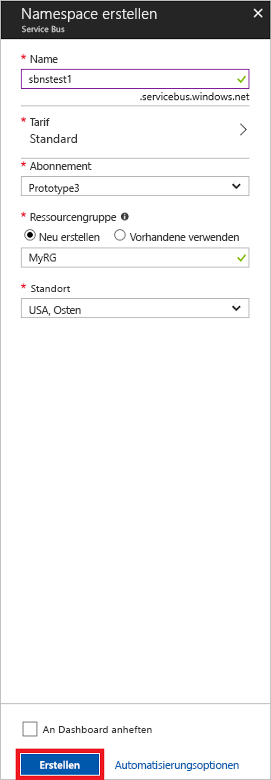 Namespace erstellen
Service Bus
* Name
sbnstest1
.servicebus.windows.net
* Tarif
Standard
* Abonnement
Prototype3
* Ressourcengruppe
Neu erstellen Vorhandene verwenden
MyRG
* Standort
USA, Osten
An Dashboard anheften
Erstellen Automatisierungsoptionen